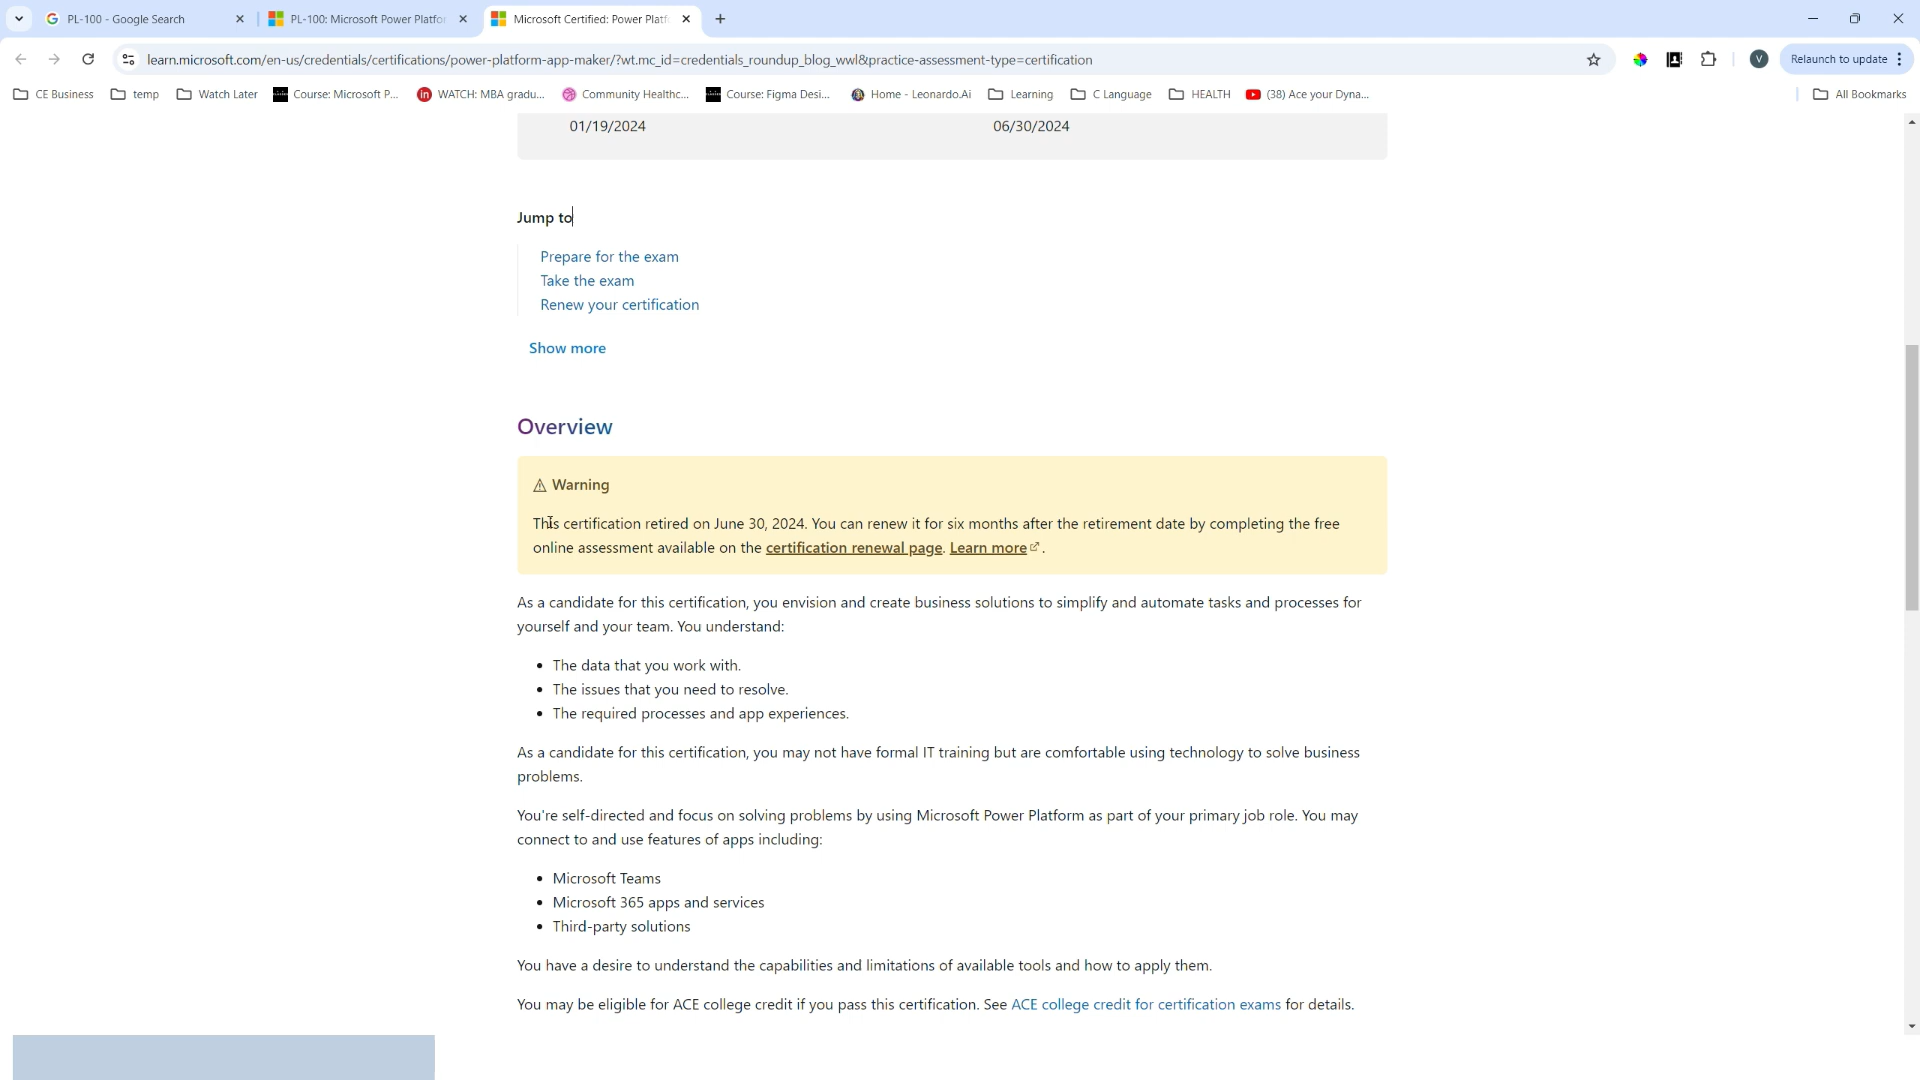 PL-100 - Google Search
PL-100: Microsoft Power Platfo
Microsoft Certified: Power Platf
learn.microsoft.com/en-us/credentials/certifications/power-platform-app-maker/?wt.mc_id=credentials_roundup_blog_wwl&practice-assessment-type=certification
V
Relaunch to update
CE Business
temp
Watch Later
Course: Microsoft P...
WATCH: MBA gradu...
Community Healthc...
Course: Figma Desi...
Home - Leonardo.Ai
Learning
C Language
HEALTH
(38) Ace your Dyna...
All Bookmarks
01/19/2024 06/30/2024
Jump to
Prepare for the exam
Take the exam
Renew your certification
Show more
Overview
Warning
This certification retired on June 30, 2024. You can renew it for six months after the retirement date by completing the free
online assessment available on the certification renewal page. Learn more.
As a candidate for this certification, you envision and create business solutions to simplify and automate tasks and processes for
yourself and your team. You understand:
• The data that you work with.
• The issues that you need to resolve.
• The required processes and app experiences.
As a candidate for this certification, you may not have formal IT training but are comfortable using technology to solve business
problems.
You're self-directed and focus on solving problems by using Microsoft Power Platform as part of your primary job role. You may
connect to and use features of apps including:
• Microsoft Teams
• Microsoft 365 apps and services
• Third-party solutions
You have a desire to understand the capabilities and limitations of available tools and how to apply them.
You may be eligible for ACE college credit if you pass this certification. See ACE college credit for certification exams for details.